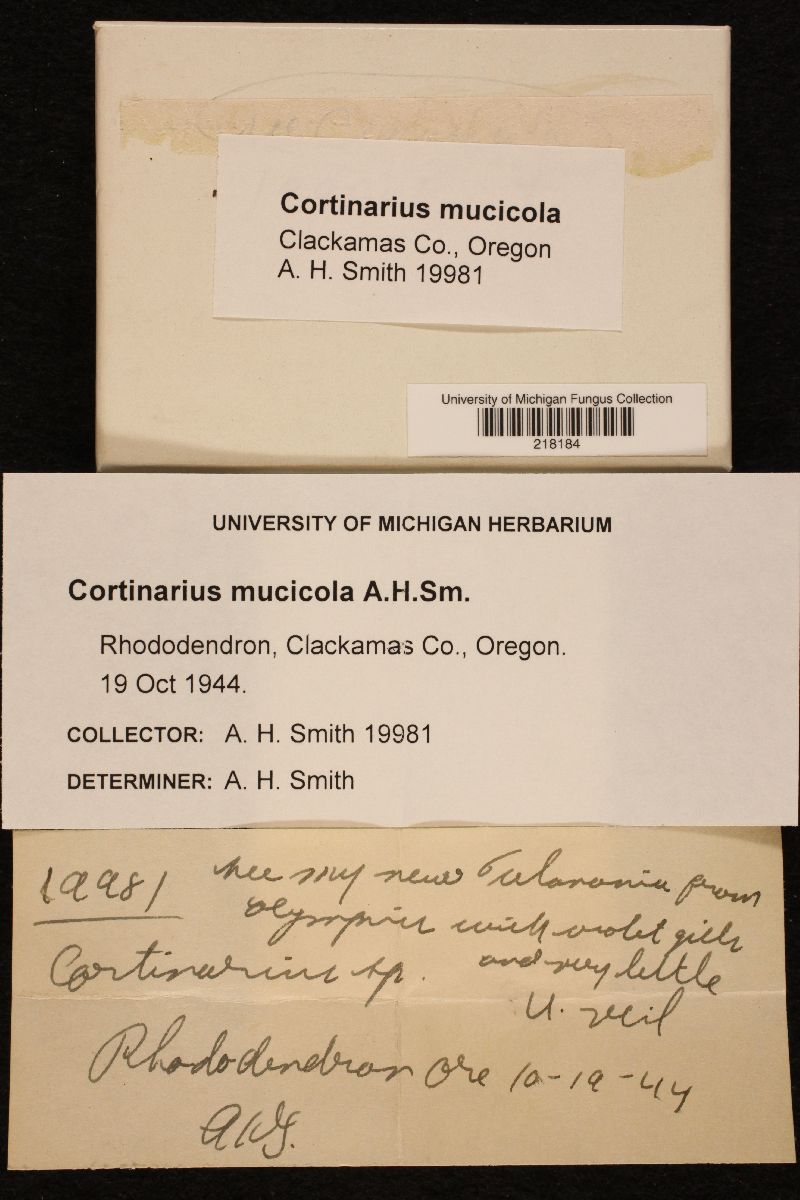 Cortinarius mucicola
Clackamas Co., Oregon
A. H. Smith 19981
University of Michigan Fungus Collection
218184
UNIVERSITY OF MICHIGAN HERBARIUM
Cortinarius mucicola A.H.Sm.
Rhododendron, Clackamas Co., Oregon.
19 Oct 1944.
COLLECTOR: A. H. Smith 19981
DETERMINER: A. H. Smith
19981 see my new from
olympics with violet gills
Cortinarius sp. and very little
U. veil
Rhododendron Ore 10-19-44
AHS.